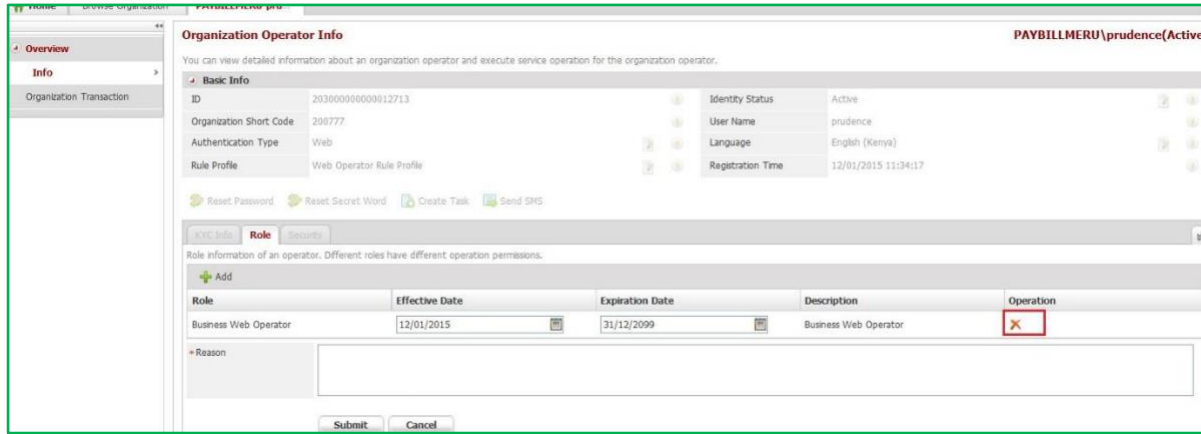 Home Browse Organization PAYBILLMERU pru...
Organization Operator Info PAYBILLMERU\prudence(Active
Overview
You can view detailed information about an organization operator and execute service operation for the organization operator.
Info
Basic Info
Organization Transaction
ID 203000000000012713 Identity Status Active
Organization Short Code 200777 User Name prudence
Authentication Type Web Language English (Kenya)
Rule Profile Web Operator Rule Profile Registration Time 12/01/2015 11:34:17
Reset Password Reset Secret Word Create Task Send SMS
KYC Info Role Security
Role information of an operator. Different roles have different operation permissions.
Add
Role Effective Date Expiration Date Description Operation
Business Web Operator 12/01/2015 31/12/2099 Business Web Operator
*Reason
Submit Cancel